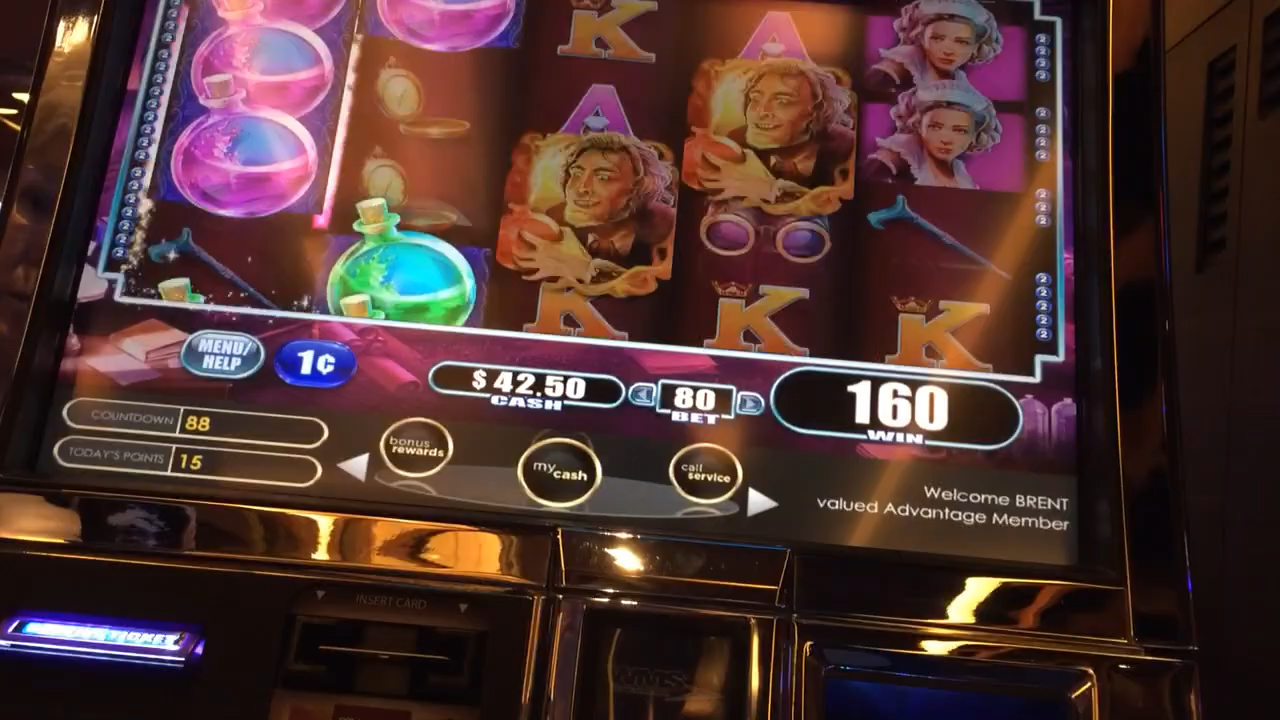 K
A
A
K
K
K
MENU/
HELP
1¢
$42.50
CASH
80
BET
160
WIN
COUNTDOWN 88
TODAY'S POINTS 15
bonus
rewards
my cash
call
service
Welcome BRENT
valued Advantage Member
INSERT CARD